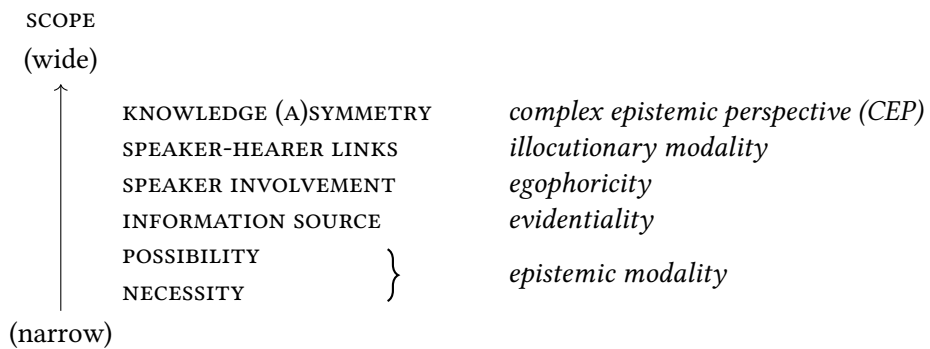 SCOPE
(wide)
KNOWLEDGE (A)SYMMETRY complex epistemic perspective (CEP)
SPEAKER-HEARER LINKS illocutionary modality
SPEAKER INVOLVEMENT egophoricity
INFORMATION SOURCE evidentiality
POSSIBILITY
NECESSITY } epistemic modality
(narrow)